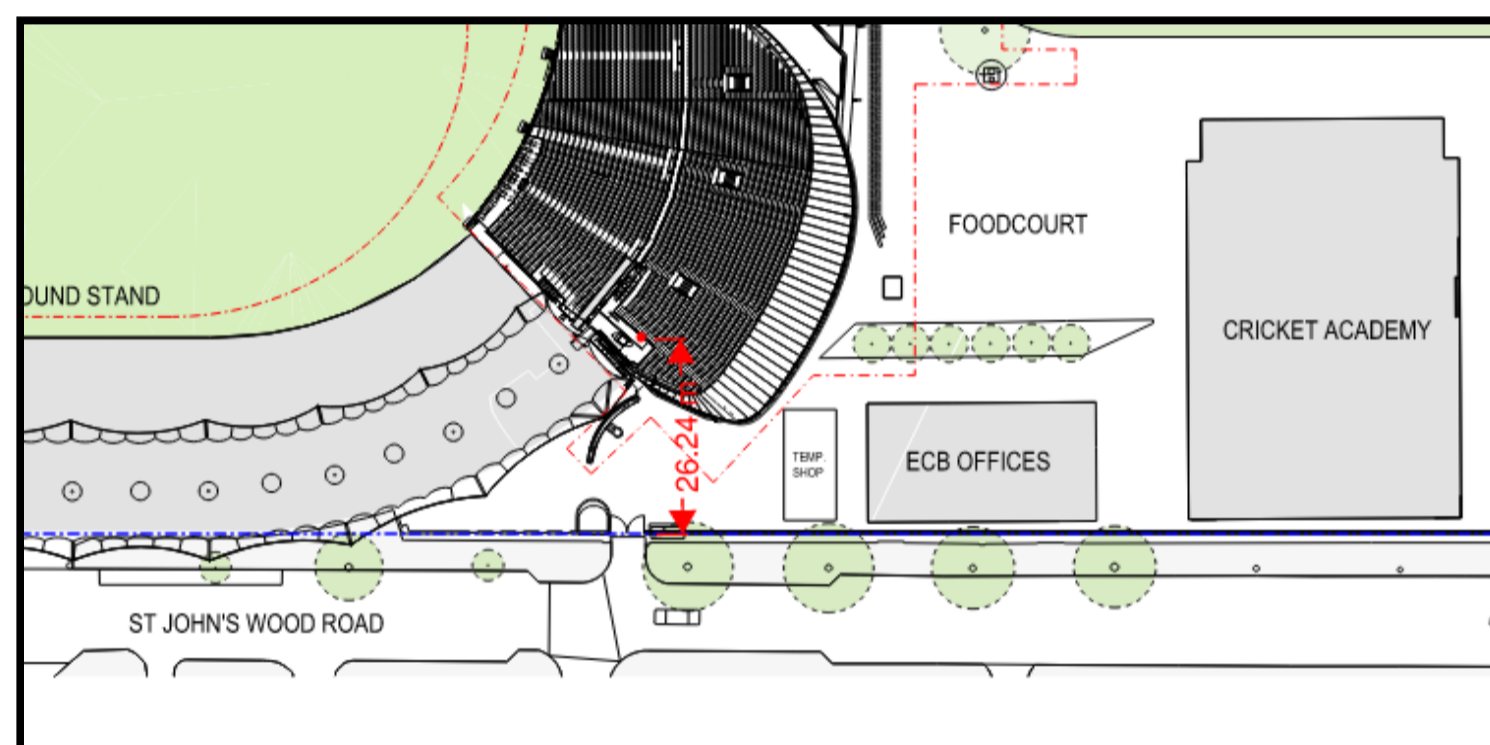 FOODCOURT
OUND STAND
CRICKET ACADEMY
26.24 m
TEMP.
SHOP
ECB OFFICES
ST JOHN'S WOOD ROAD